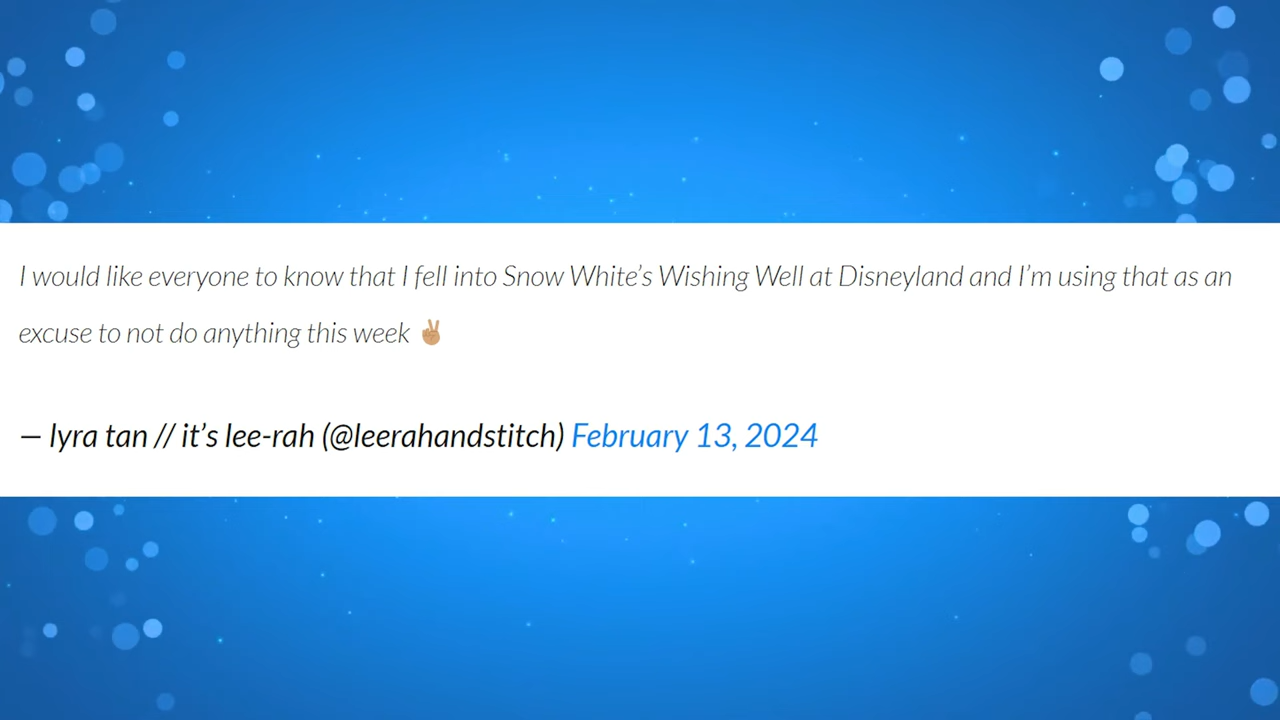 I would like everyone to know that I fell into Snow White’s Wishing Well at Disneyland and I’m using that as an
excuse to not do anything this week ✌🏽
— lyra tan // it’s lee-rah (@leerahandstitch) February 13, 2024